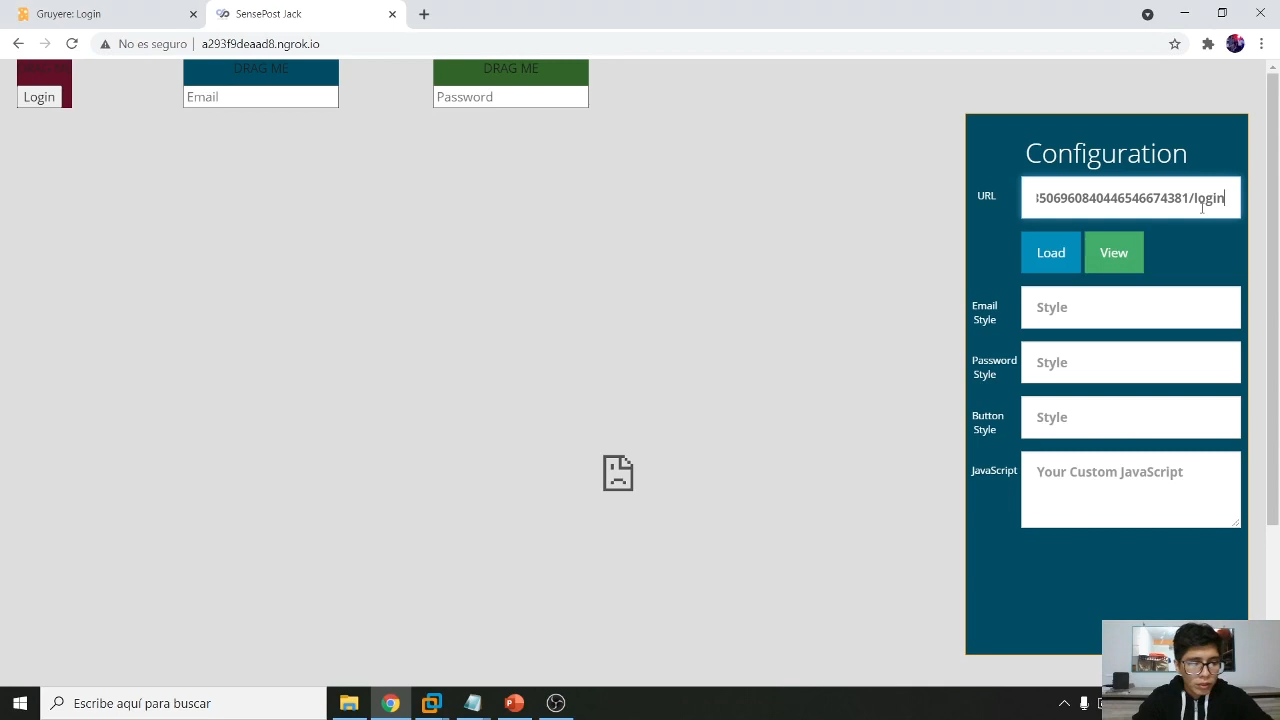 Gruyere: Login
SensePost Jack
No es seguro
a293f9deaad8.ngrok.io
DRAG ME
DRAG ME
Login
Email
Password
Configuration
URL
3506960840446546674381/login
Load
View
Email
Style
Style
Password
Style
Style
Button
Style
Style
JavaScript
Your Custom JavaScript
Escribe aquí para buscar